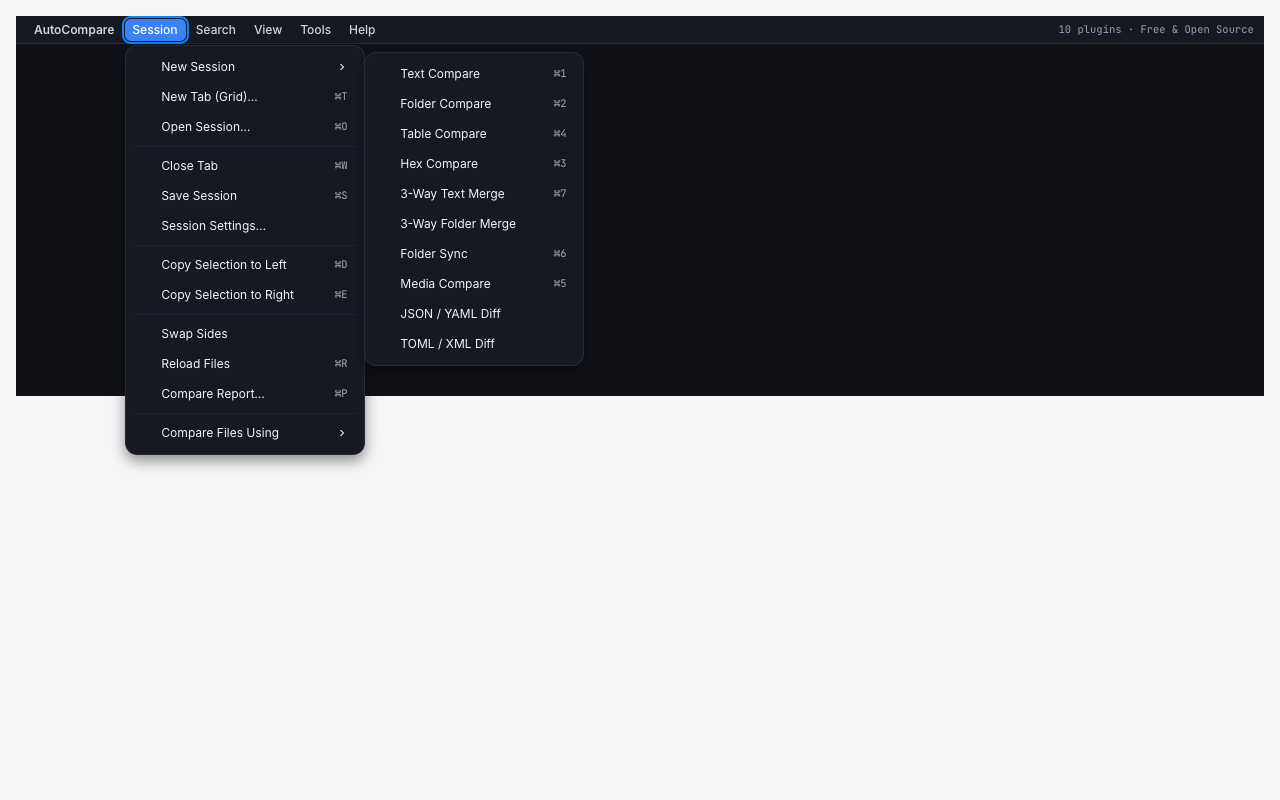 AutoCompare Session Search View Tools Help 10 plugins · Free & Open Source
New Session ›
New Tab (Grid)... ⌘T
Open Session... ⌘O
Close Tab ⌘W
Save Session ⌘S
Session Settings...
Copy Selection to Left ⌘D
Copy Selection to Right ⌘E
Swap Sides
Reload Files ⌘R
Compare Report... ⌘P
Compare Files Using ›
Text Compare ⌘1
Folder Compare ⌘2
Table Compare ⌘4
Hex Compare ⌘3
3-Way Text Merge ⌘7
3-Way Folder Merge
Folder Sync ⌘6
Media Compare ⌘5
JSON / YAML Diff
TOML / XML Diff